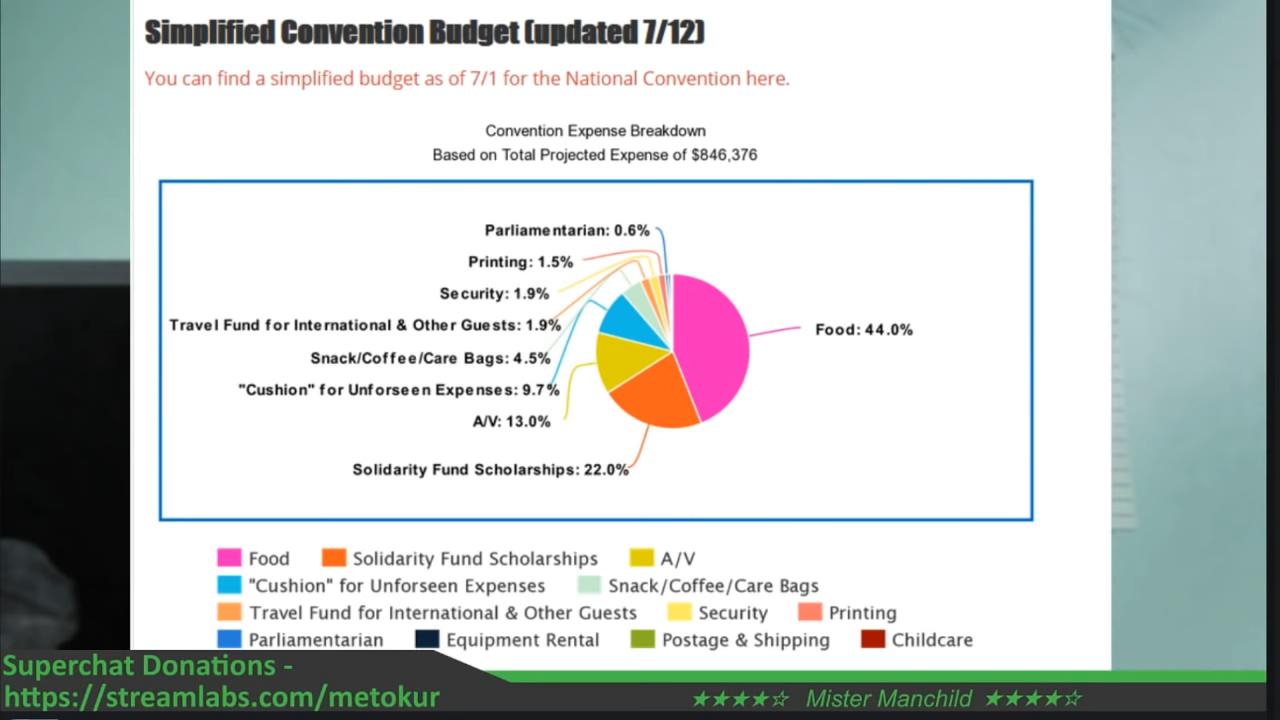 Simplified Convention Budget (updated 7/12)
You can find a simplified budget as of 7/1 for the National Convention here.
Convention Expense Breakdown
Based on Total Projected Expense of $846,376
Parliamentarian: 0.6%
Printing: 1.5%
Security: 1.9%
Travel Fund for International & Other Guests: 1.9%
Food: 44.0%
Snack/Coffee/Care Bags: 4.5%
"Cushion" for Unforseen Expenses: 9.7%
A/V: 13.0%
Solidarity Fund Scholarships: 22.0%
Food Solidarity Fund Scholarships A/V
"Cushion" for Unforseen Expenses Snack/Coffee/Care Bags
Travel Fund for International & Other Guests Security Printing
Parliamentarian Equipment Rental Postage & Shipping Childcare
Superchat Donations -
https://streamlabs.com/metokur
★★★★☆ Mister Manchild ★★★★☆